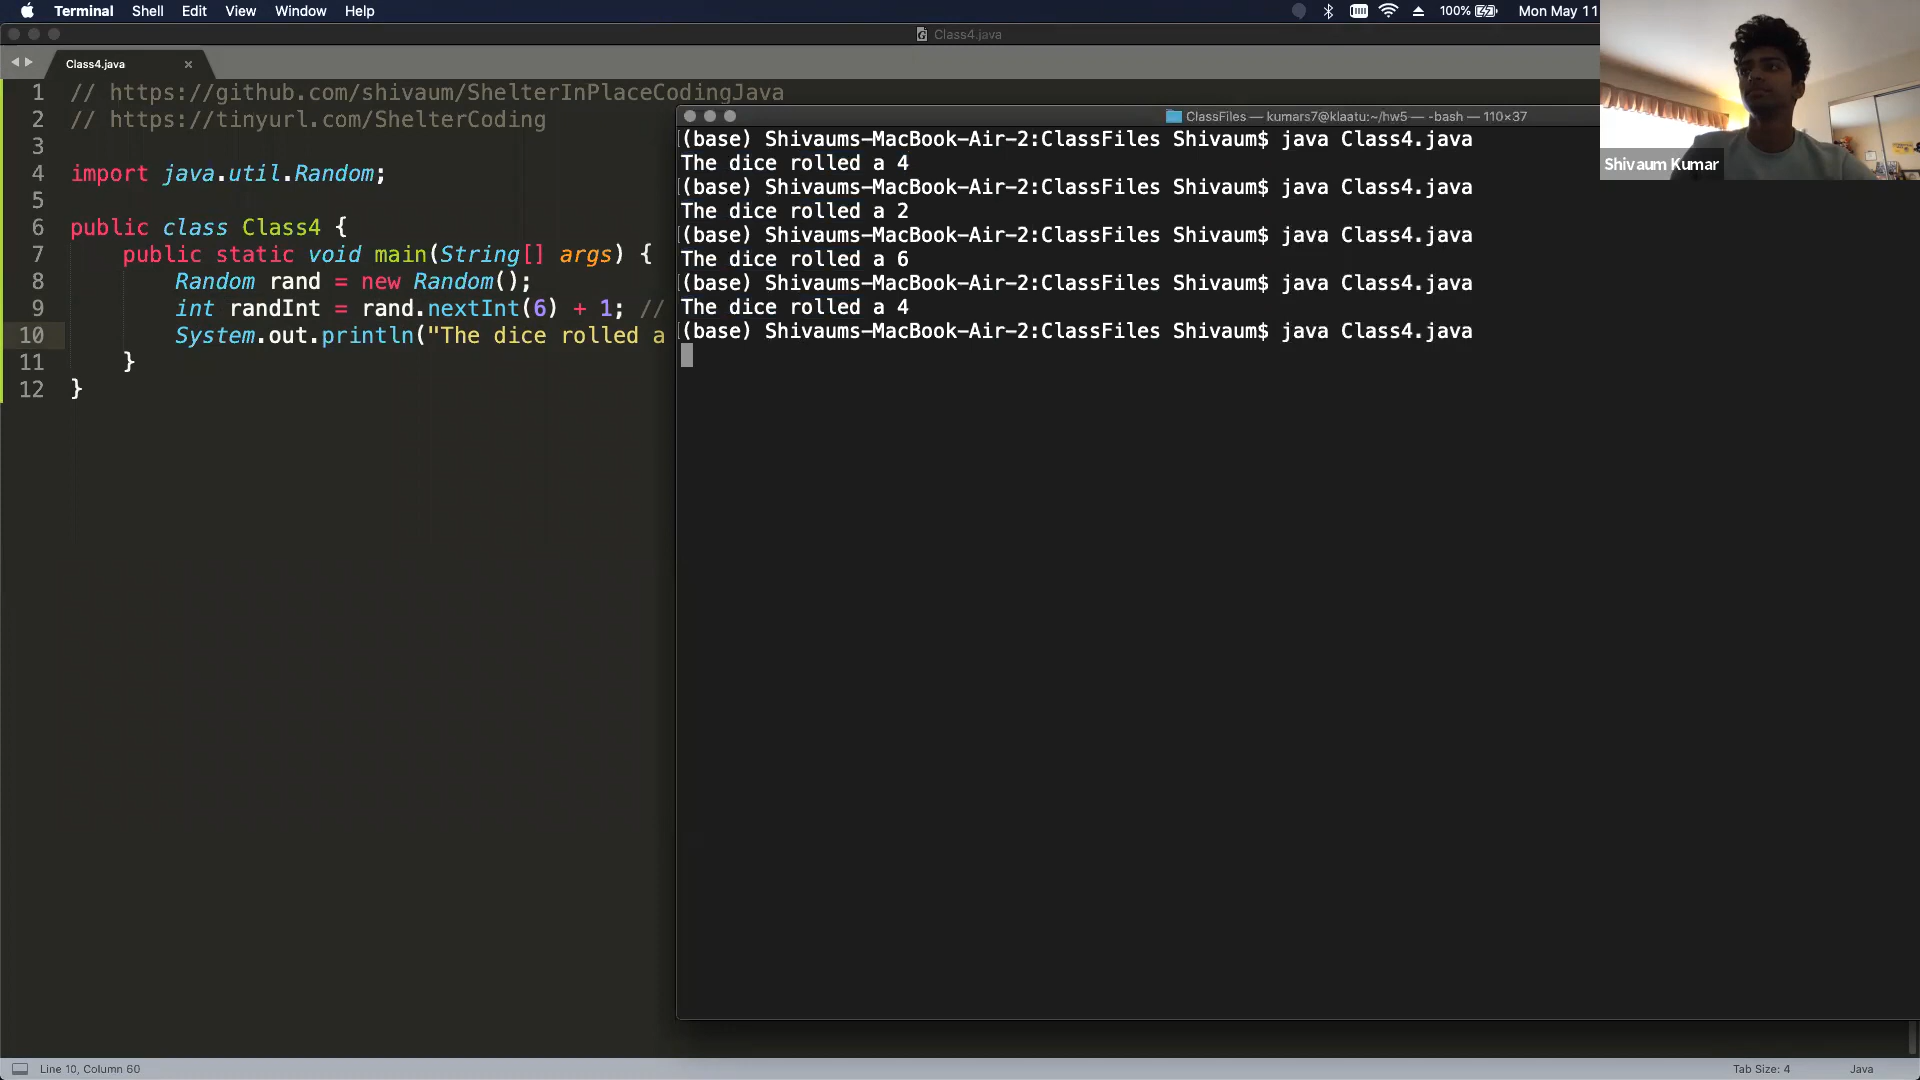 Terminal Shell Edit View Window Help
100% Mon May 11
Class4.java
Class4.java
1 // https://github.com/shivaum/ShelterInPlaceCodingJava
2 // https://tinyurl.com/ShelterCoding
3
4 import java.util.Random;
5
6 public class Class4 {
7 public static void main(String[] args) {
8 Random rand = new Random();
9 int randInt = rand.nextInt(6) + 1; //
10 System.out.println("The dice rolled a
11 }
12 }
ClassFiles — kumars7@klaatu:~/hw5 — -bash — 110×37
(base) Shivaums-MacBook-Air-2:ClassFiles Shivaum$ java Class4.java
The dice rolled a 4
(base) Shivaums-MacBook-Air-2:ClassFiles Shivaum$ java Class4.java
The dice rolled a 2
(base) Shivaums-MacBook-Air-2:ClassFiles Shivaum$ java Class4.java
The dice rolled a 6
(base) Shivaums-MacBook-Air-2:ClassFiles Shivaum$ java Class4.java
The dice rolled a 4
(base) Shivaums-MacBook-Air-2:ClassFiles Shivaum$ java Class4.java
Shivaum Kumar
Line 10, Column 60
Tab Size: 4 Java